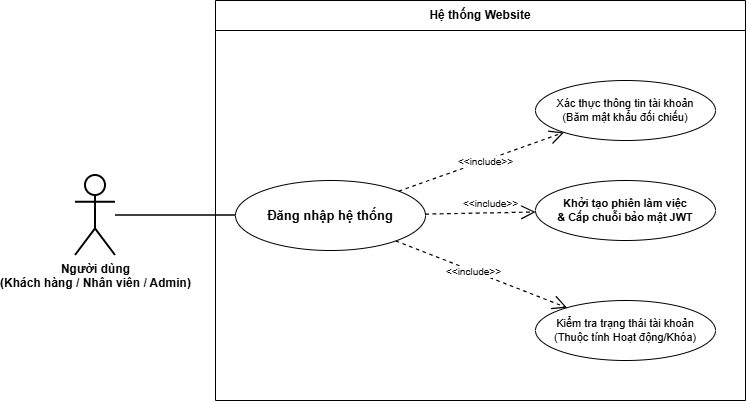 Hệ thống Website
Xác thực thông tin tài khoản
(Băm mật khẩu đối chiếu)
<<include>>
Khởi tạo phiên làm việc
& Cấp chuỗi bảo mật JWT
<<include>>
Đăng nhập hệ thống
Người dùng
(Khách hàng / Nhân viên / Admin)
<<include>>
Kiểm tra trạng thái tài khoản
(Thuộc tính Hoạt động/Khóa)